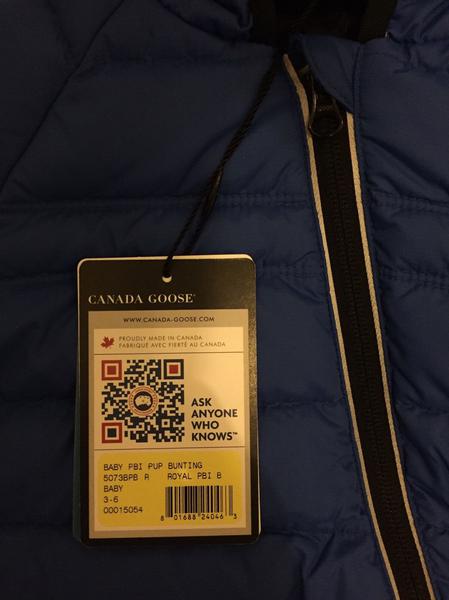 CANADA GOOSE®
WWW.CANADA-GOOSE.COM
PROUDLY MADE IN CANADA
FABRIQUÉ AVEC FIERTÉ AU CANADA
ASK
ANYONE
WHO
KNOWS™
BABY PBI PUP BUNTING
5073BPB R ROYAL PBI B
BABY
3-6
00015054
8 01688 24046 3